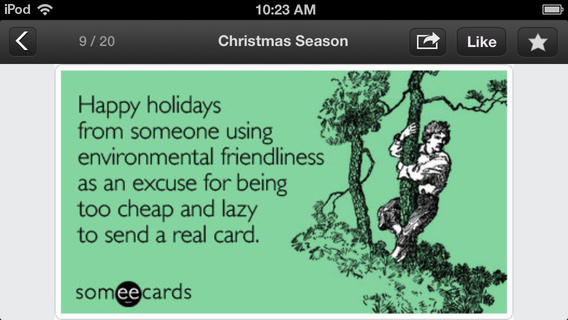 iPod 10:23 AM
9 / 20 Christmas Season Like
Happy holidays
from someone using
environmental friendliness
as an excuse for being
too cheap and lazy
to send a real card.
someecards